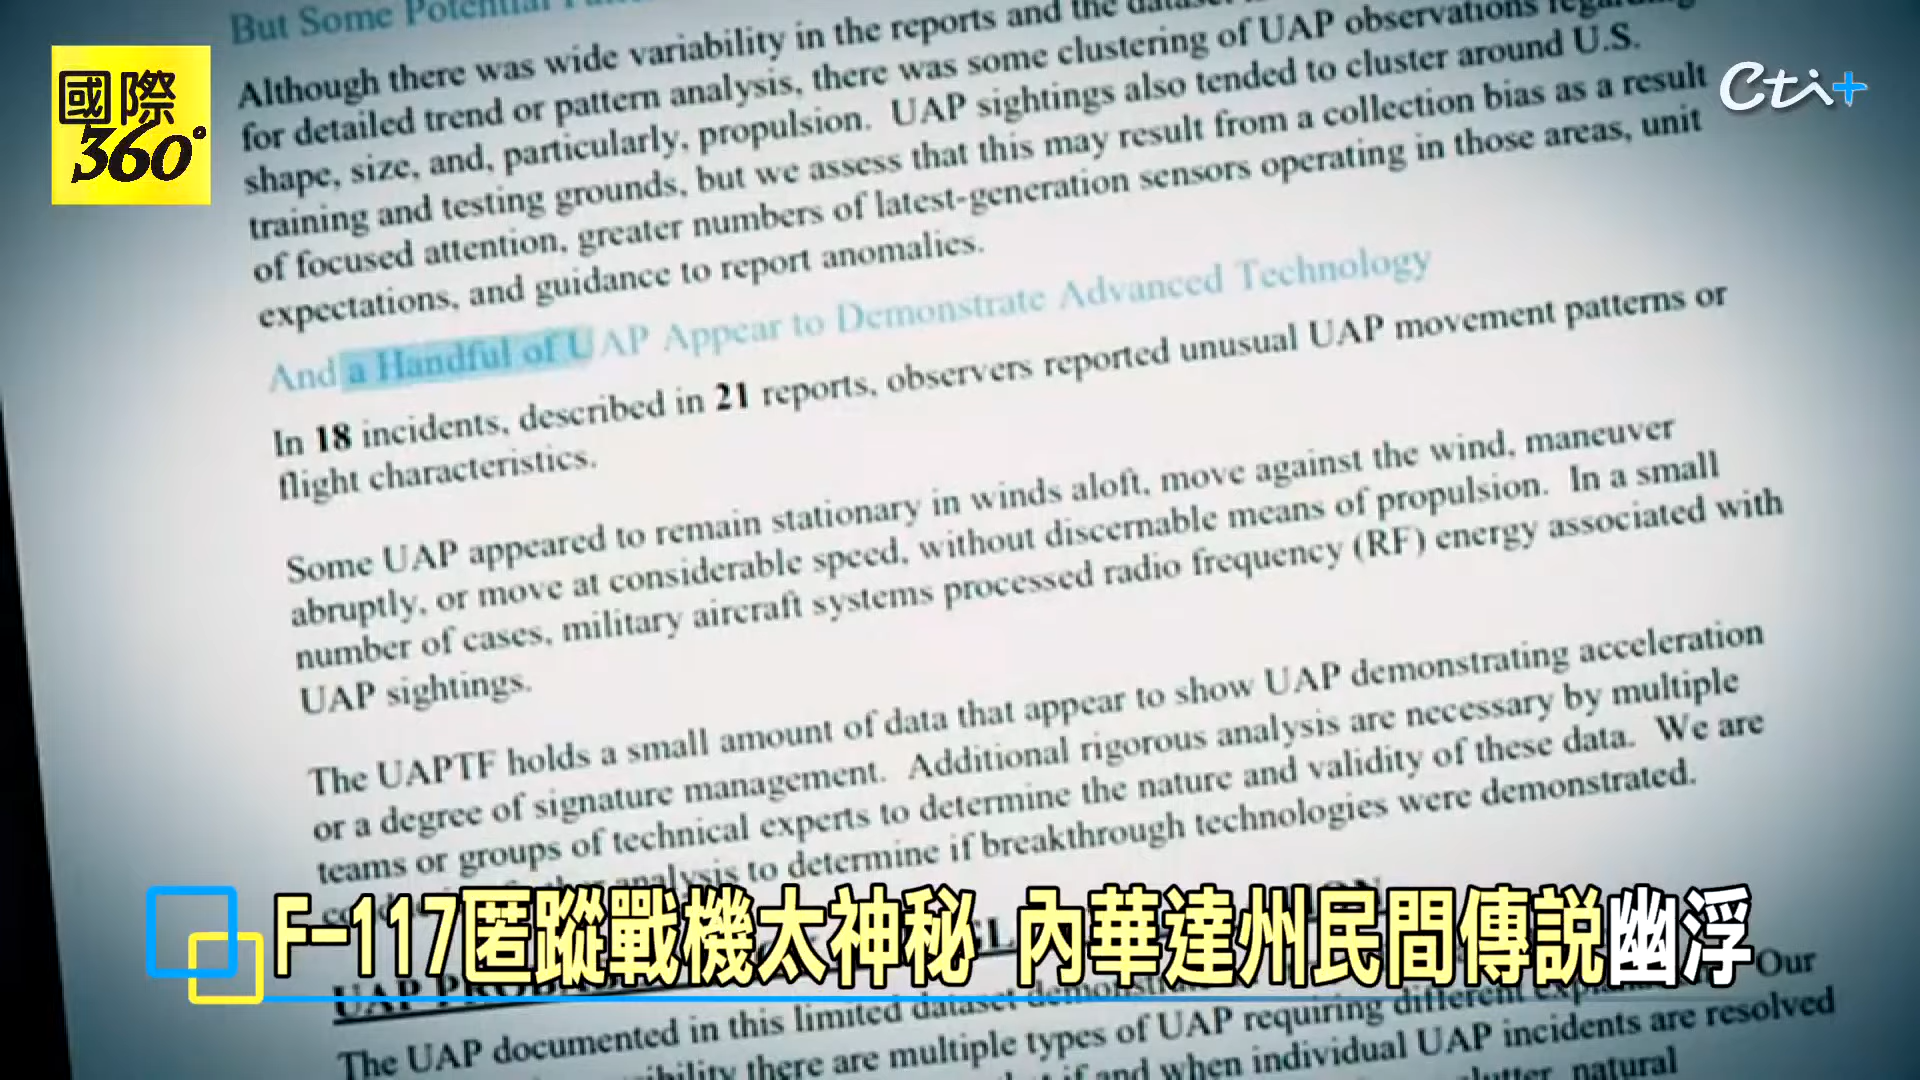 But Some Potential
國際
360°
Cti+
Although there was wide variability in the reports and the dataset
for detailed trend or pattern analysis, there was some clustering of UAP observations regarding
shape, size, and, particularly, propulsion. UAP sightings also tended to cluster around U.S.
training and testing grounds, but we assess that this may result from a collection bias as a result
of focused attention, greater numbers of latest-generation sensors operating in those areas, unit
expectations, and guidance to report anomalies.
And a Handful of UAP Appear to Demonstrate Advanced Technology
In 18 incidents, described in 21 reports, observers reported unusual UAP movement patterns or
flight characteristics.
Some UAP appeared to remain stationary in winds aloft, move against the wind, maneuver
abruptly, or move at considerable speed, without discernable means of propulsion. In a small
number of cases, military aircraft systems processed radio frequency (RF) energy associated with
UAP sightings.
The UAPTF holds a small amount of data that appear to show UAP demonstrating acceleration
or a degree of signature management. Additional rigorous analysis are necessary by multiple
teams or groups of technical experts to determine the nature and validity of these data. We are
analysis to determine if breakthrough technologies were demonstrated.
F-117匿蹤戰機太神秘 內華達州民間傳説幽浮
UAP
The UAP documented in this limited dataset Our
there are multiple types of UAP requiring different
if and when individual UAP incidents are resolved
natural